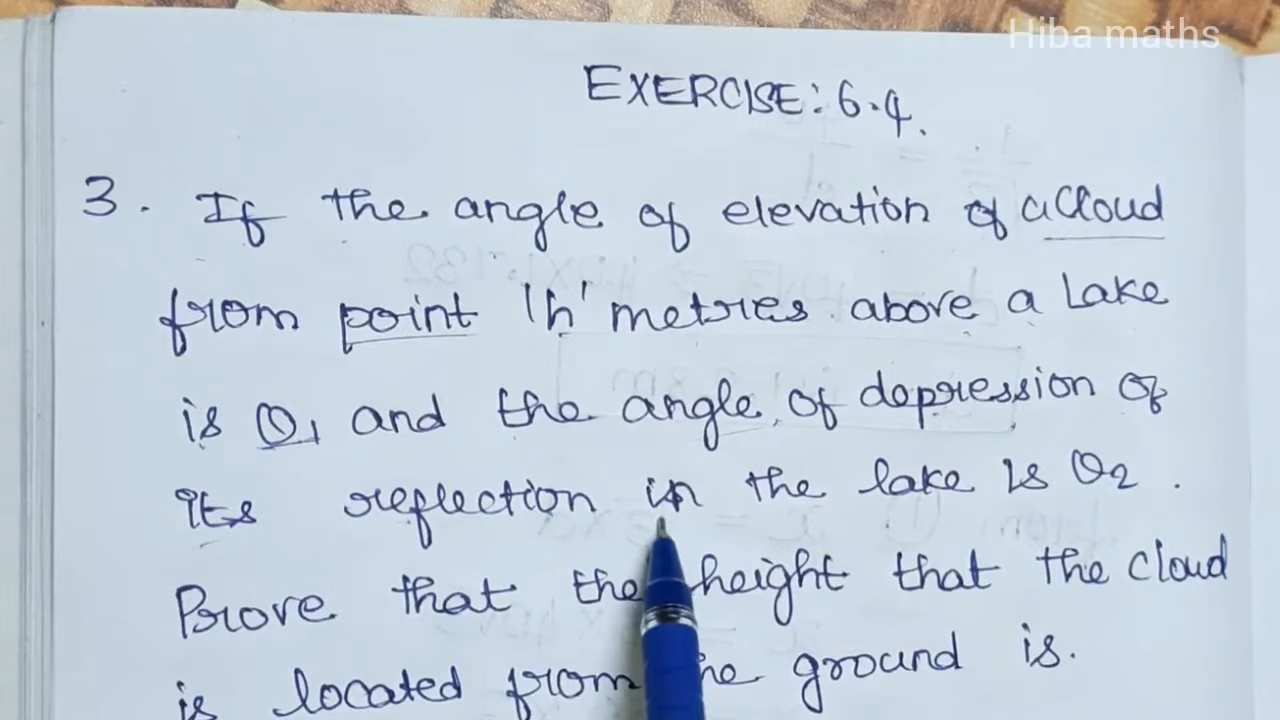 Hiba maths
EXERCISE: 6.4.
3. If the angle of elevation of a cloud
from point 'h' metres above a Lake
is θ1 and the angle of depression of
its reflection in the lake is θ2.
Prove that the height that the cloud
is located from the ground is.